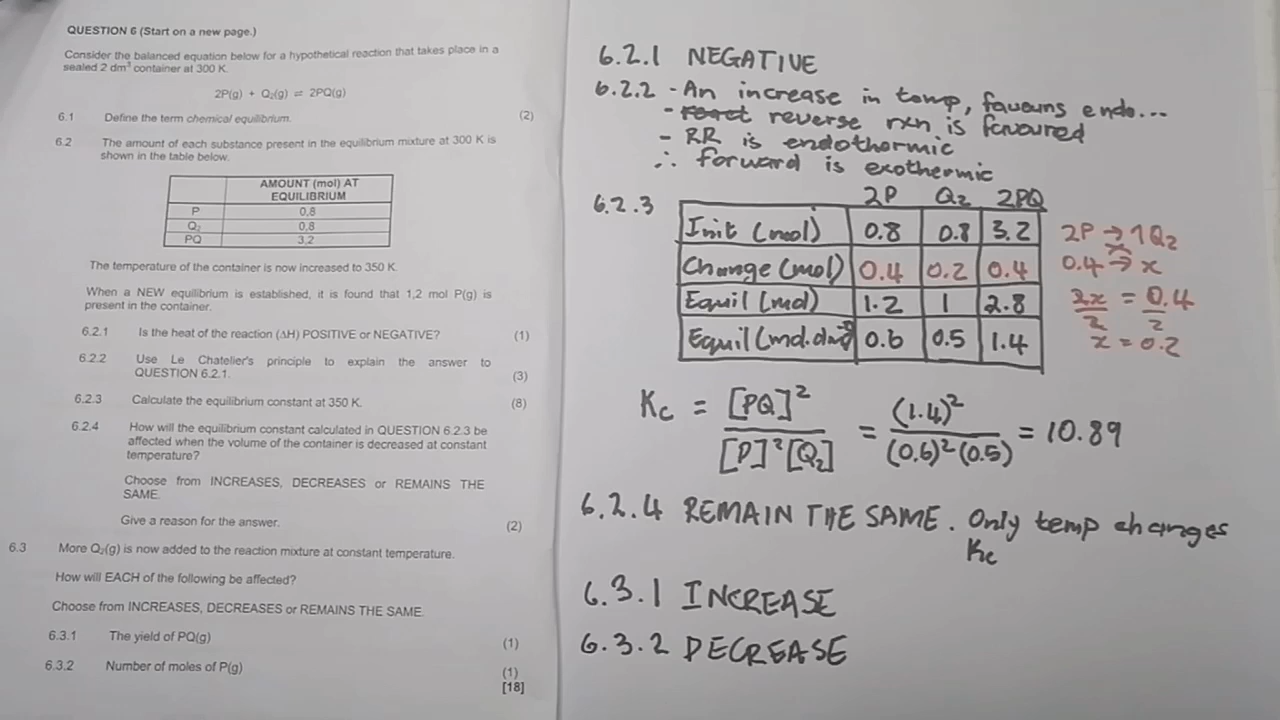 QUESTION 6 (Start on a new page.)
Consider the balanced equation below for a hypothetical reaction that takes place in a
sealed 2 dm³ container at 300 K.
2P(g) + Q₂(g) ⇌ 2PQ(g)
6.1 Define the term chemical equilibrium. (2)
6.2 The amount of each substance present in the equilibrium mixture at 300 K is
shown in the table below.
AMOUNT (mol) AT
EQUILIBRIUM
P 0,8
Q₂ 0,8
PQ 3,2
The temperature of the container is now increased to 350 K.
When a NEW equilibrium is established, it is found that 1,2 mol P(g) is
present in the container.
6.2.1 Is the heat of the reaction (ΔH) POSITIVE or NEGATIVE? (1)
6.2.2 Use Le Chatelier's principle to explain the answer to
QUESTION 6.2.1. (3)
6.2.3 Calculate the equilibrium constant at 350 K. (8)
6.2.4 How will the equilibrium constant calculated in QUESTION 6.2.3 be
affected when the volume of the container is decreased at constant
temperature?
Choose from INCREASES, DECREASES or REMAINS THE
SAME.
Give a reason for the answer. (2)
6.3 More Q₂(g) is now added to the reaction mixture at constant temperature.
How will EACH of the following be affected?
Choose from INCREASES, DECREASES or REMAINS THE SAME.
6.3.1 The yield of PQ(g) (1)
6.3.2 Number of moles of P(g) (1)
[18]
6.2.1 NEGATIVE
6.2.2 - An increase in temp, favours endo...
- react reverse rxn is favoured
- RR is endothermic
∴ forward is exothermic
6.2.3 2P Q₂ 2PQ
Init (mol) 0.8 0.8 3.2
Change (mol) 0.4 0.2 0.4
Equil (mol) 1.2 1 2.8
Equil (mol.dm⁻³) 0.6 0.5 1.4
2P → 1Q₂
x
0.4 → x
2x/2 = 0.4/2
x = 0.2
Kc = [PQ]²/[P]²[Q₂] = (1.4)²/(0.6)²(0.5) = 10.89
6.2.4 REMAIN THE SAME. Only temp changes
Kc
6.3.1 INCREASE
6.3.2 DECREASE